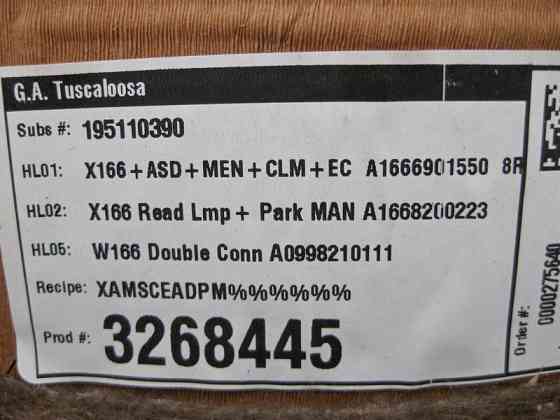 G.A. Tuscaloosa
Subs #: 195110390
HL01: X166+ASD+MEN+CLM+EC A1666901550 8R
HL02: X166 Read Lmp+ Park MAN A1668200223
HL05: W166 Double Conn A0998210111
Recipe: XAMSCEADPM%%%%%%
Prod #: 3268445
Order #: 0000275640